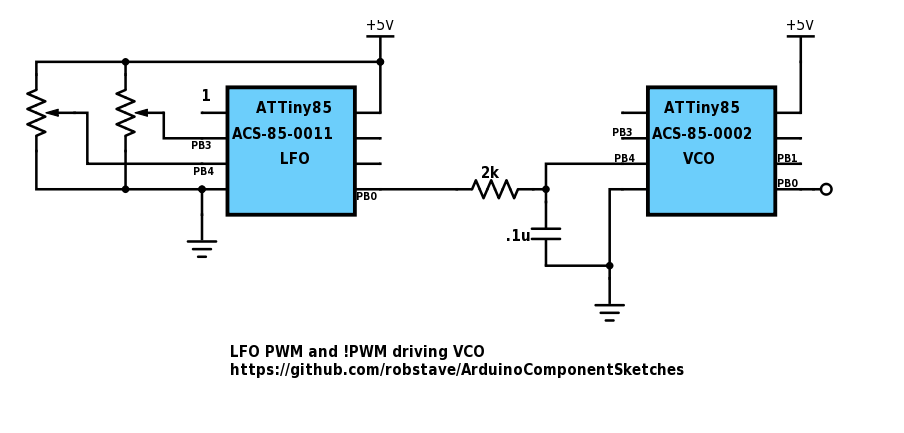 +5V
+5V
1
ATTiny85
ACS-85-0011
LFO
PB3
PB4
PB0
2k
.1u
ATTiny85
ACS-85-0002
VCO
PB3
PB4
PB1
PB0
LFO PWM and !PWM driving VCO
https://github.com/robstave/ArduinoComponentSketches